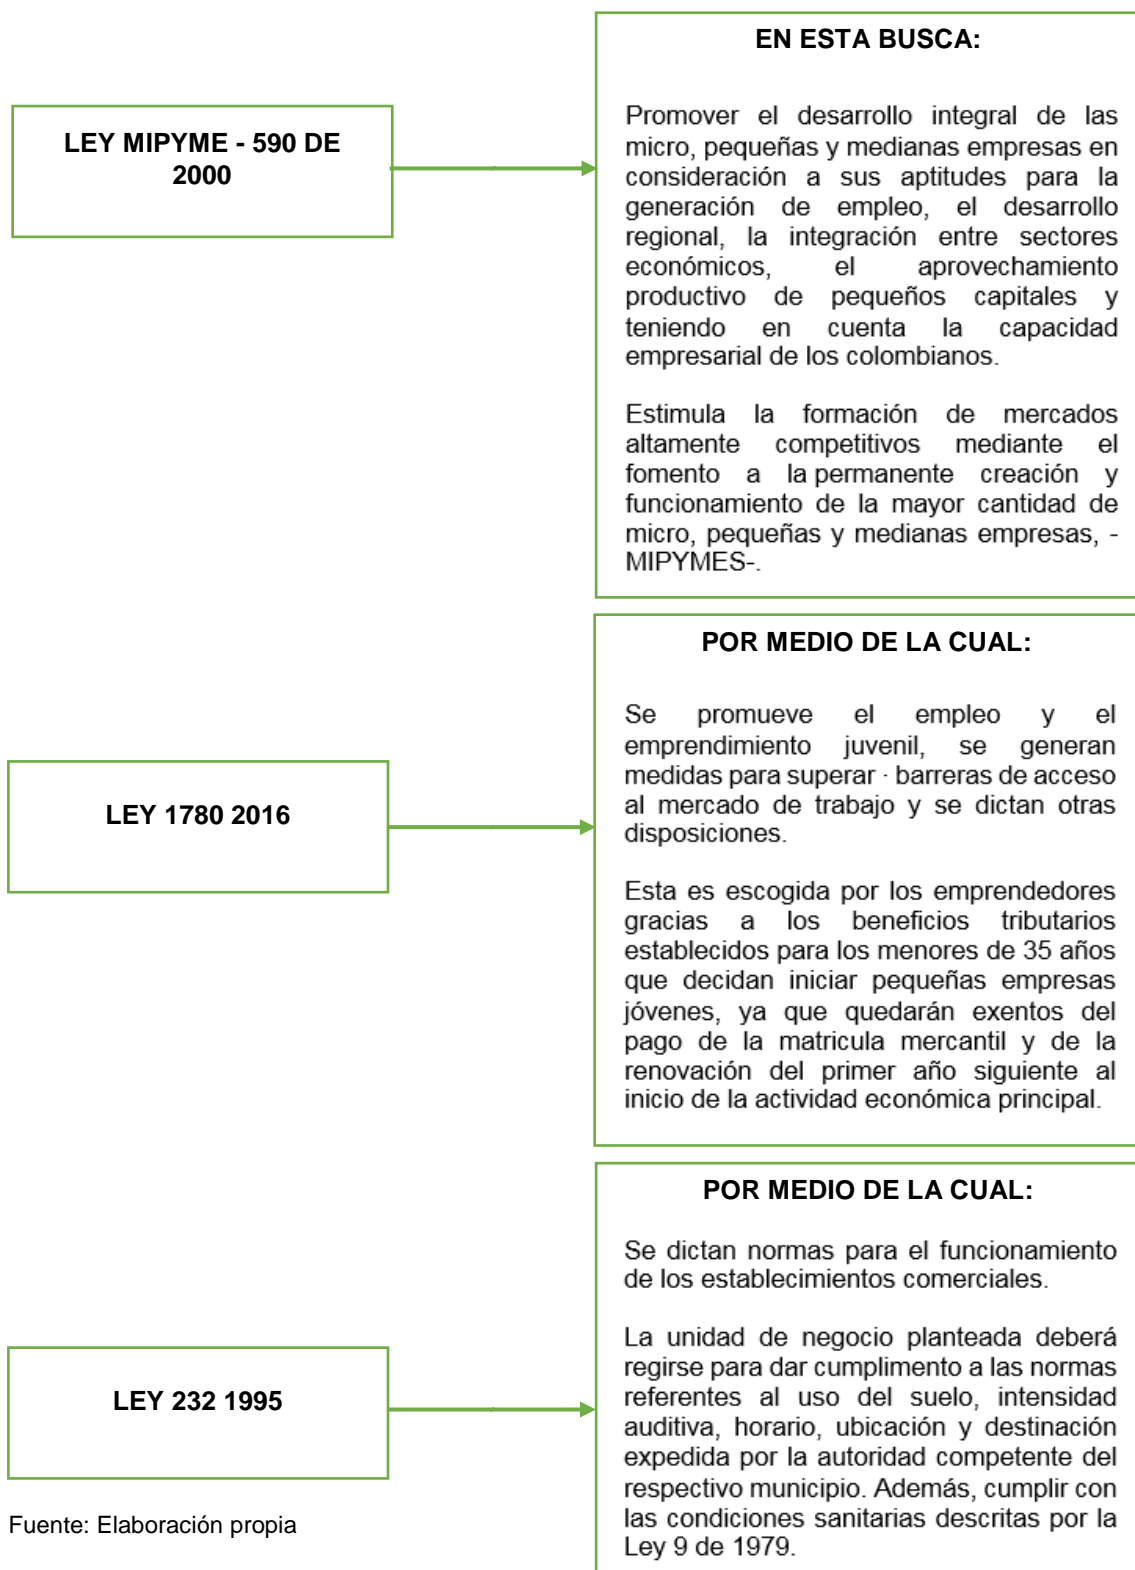 LEY MIPYME - 590 DE
2000
EN ESTA BUSCA:
Promover el desarrollo integral de las
micro, pequeñas y medianas empresas en
consideración a sus aptitudes para la
generación de empleo, el desarrollo
regional, la integración entre sectores
económicos, el aprovechamiento
productivo de pequeños capitales y
teniendo en cuenta la capacidad
empresarial de los colombianos.
Estimula la formación de mercados
altamente competitivos mediante el
fomento a la permanente creación y
funcionamiento de la mayor cantidad de
micro, pequeñas y medianas empresas, -
MIPYMES-.
LEY 1780 2016
POR MEDIO DE LA CUAL:
Se promueve el empleo y el
emprendimiento juvenil, se generan
medidas para superar · barreras de acceso
al mercado de trabajo y se dictan otras
disposiciones.
Esta es escogida por los emprendedores
gracias a los beneficios tributarios
establecidos para los menores de 35 años
que decidan iniciar pequeñas empresas
jóvenes, ya que quedarán exentos del
pago de la matricula mercantil y de la
renovación del primer año siguiente al
inicio de la actividad económica principal.
LEY 232 1995
POR MEDIO DE LA CUAL:
Se dictan normas para el funcionamiento
de los establecimientos comerciales.
La unidad de negocio planteada deberá
regirse para dar cumplimento a las normas
referentes al uso del suelo, intensidad
auditiva, horario, ubicación y destinación
expedida por la autoridad competente del
respectivo municipio. Además, cumplir con
las condiciones sanitarias descritas por la
Ley 9 de 1979.
Fuente: Elaboración propia